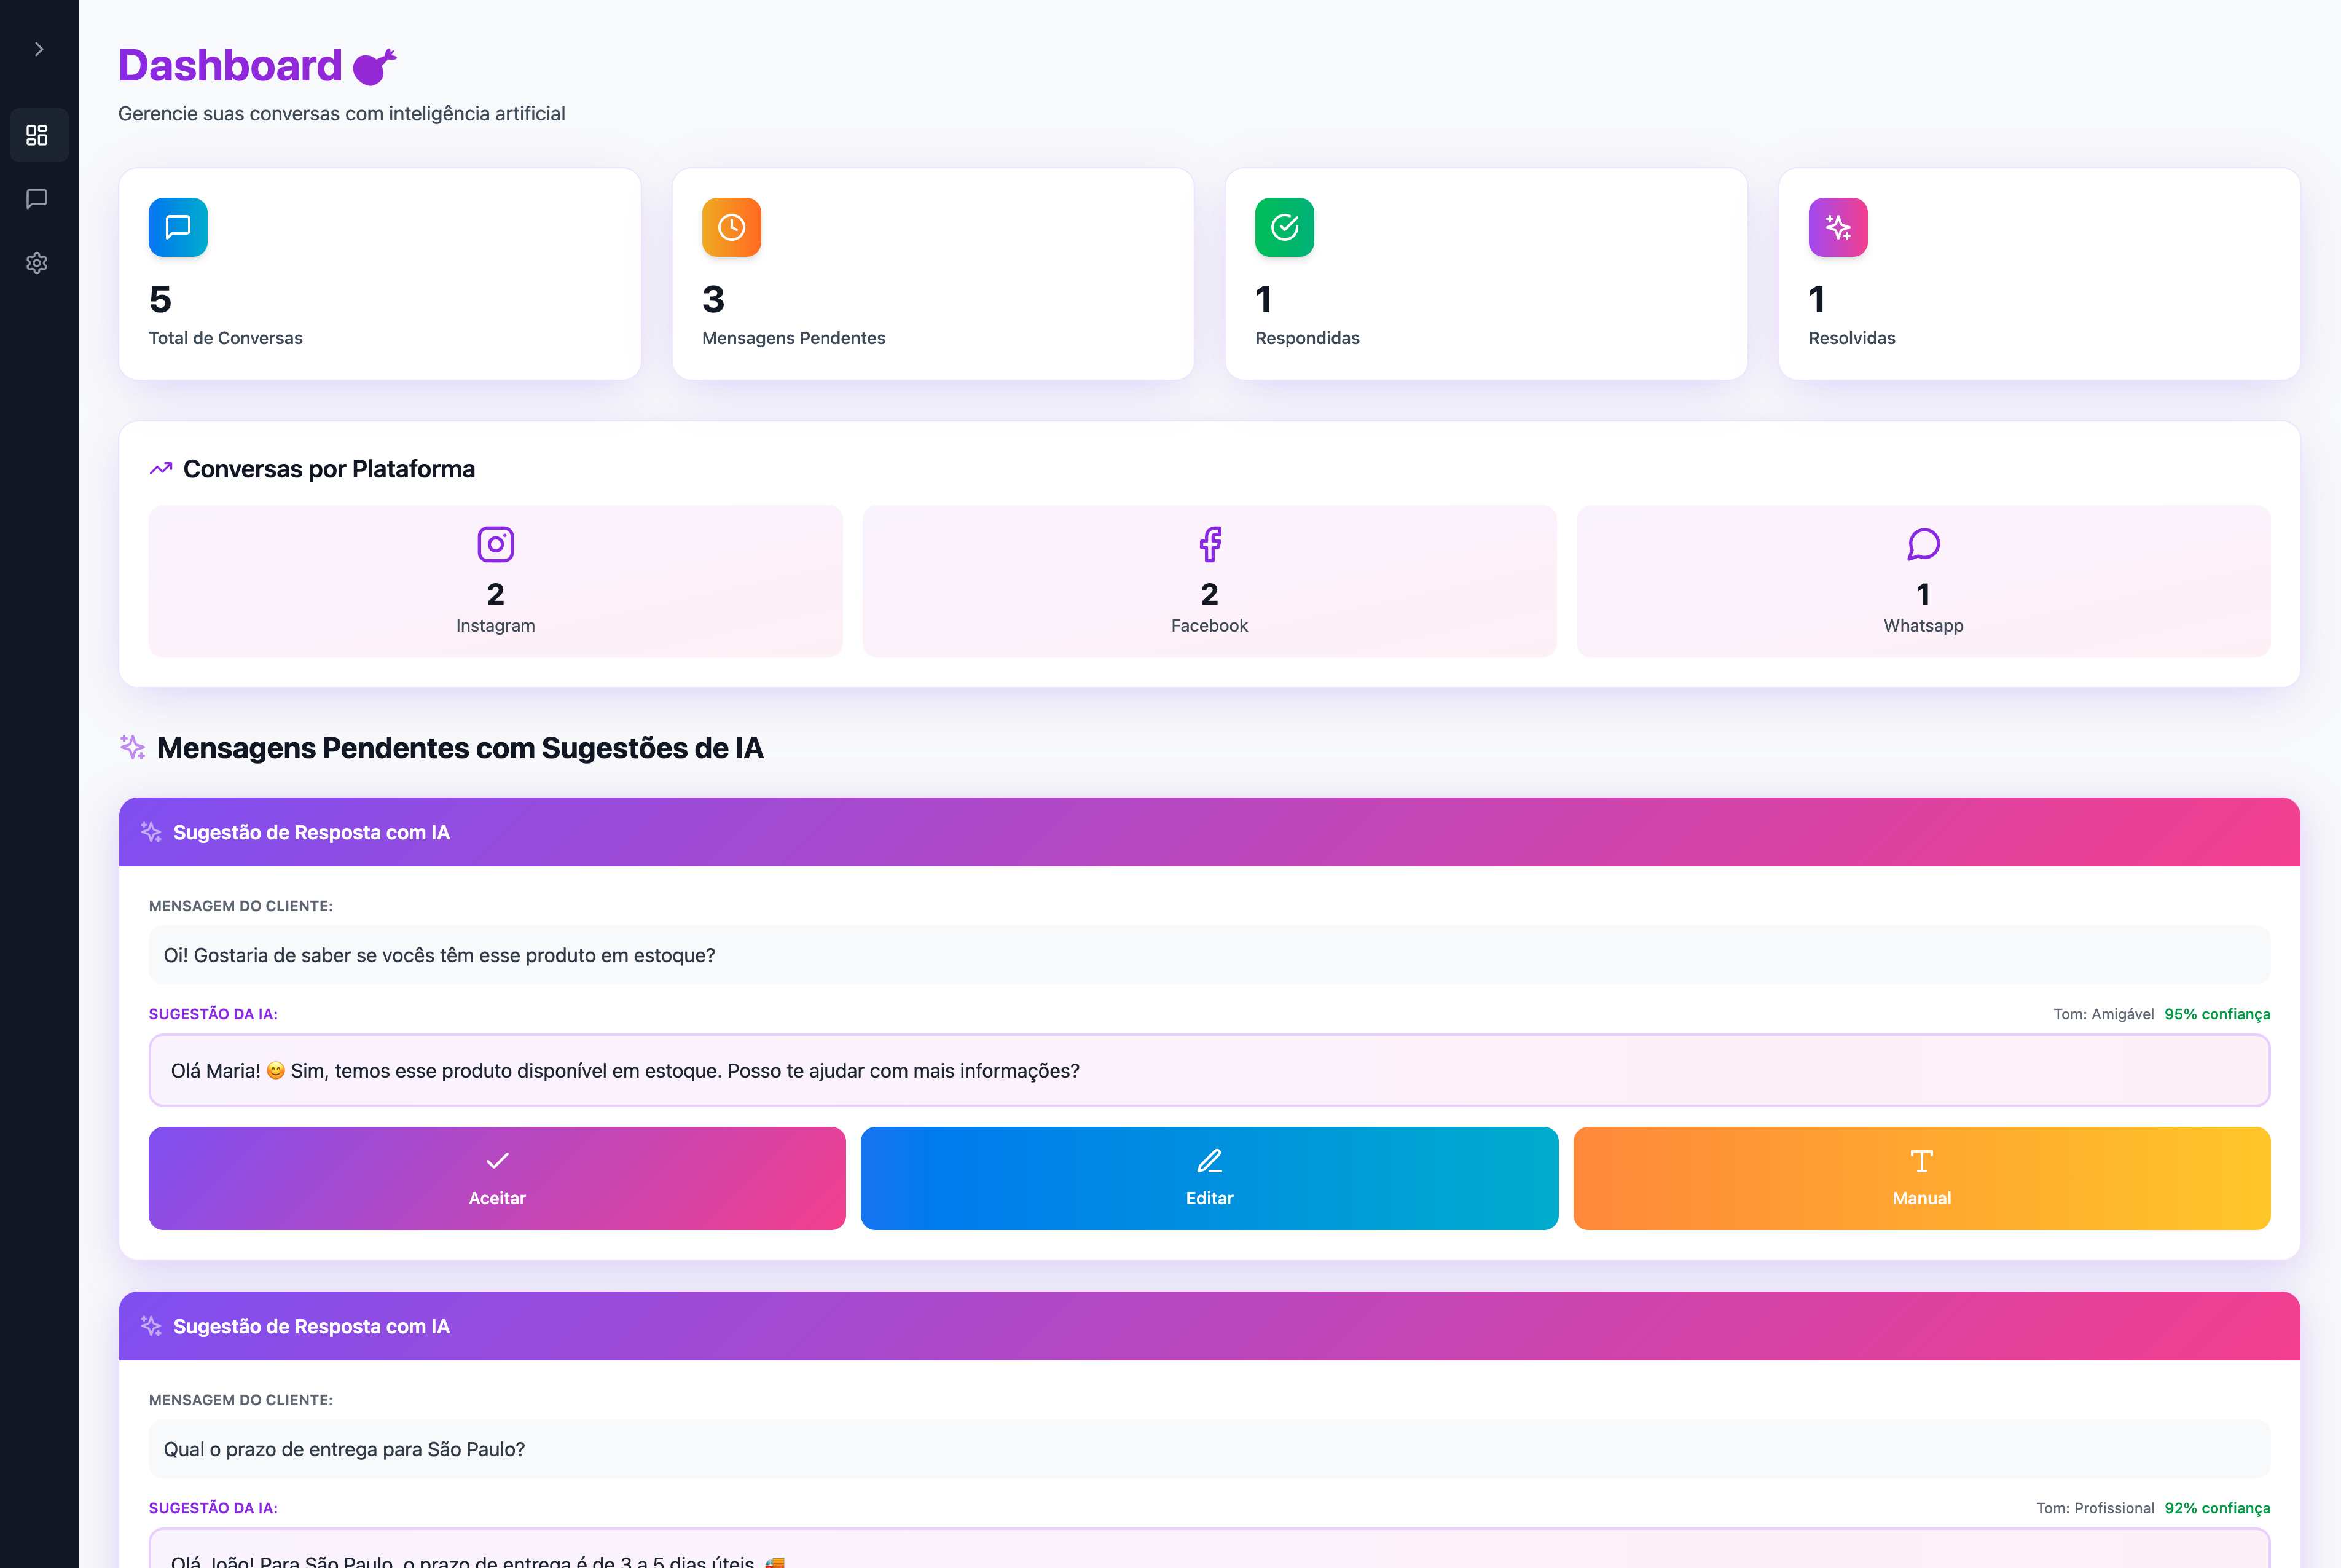 Dashboard
Gerencie suas conversas com inteligência artificial
5
Total de Conversas
3
Mensagens Pendentes
1
Respondidas
1
Resolvidas
Conversas por Plataforma
2
Instagram
2
Facebook
1
Whatsapp
Mensagens Pendentes com Sugestões de IA
Sugestão de Resposta com IA
MENSAGEM DO CLIENTE:
Oi! Gostaria de saber se vocês têm esse produto em estoque?
SUGESTÃO DA IA:
Tom: Amigável 95% confiança
Olá Maria! 😊 Sim, temos esse produto disponível em estoque. Posso te ajudar com mais informações?
Aceitar
Editar
Manual
Sugestão de Resposta com IA
MENSAGEM DO CLIENTE:
Qual o prazo de entrega para São Paulo?
SUGESTÃO DA IA:
Tom: Profissional 92% confiança
Olá João! Para São Paulo, o prazo de entrega é de 3 a 5 dias úteis. 🚚